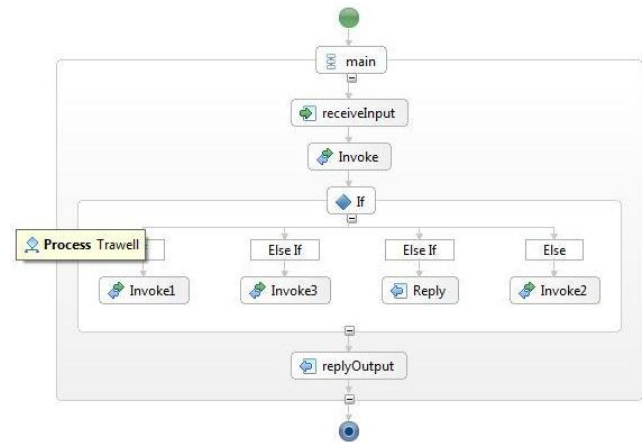 main
receiveInput
Invoke
If
Process Trawell
Else If
Else If
Else
Invoke1
Invoke3
Reply
Invoke2
replyOutput